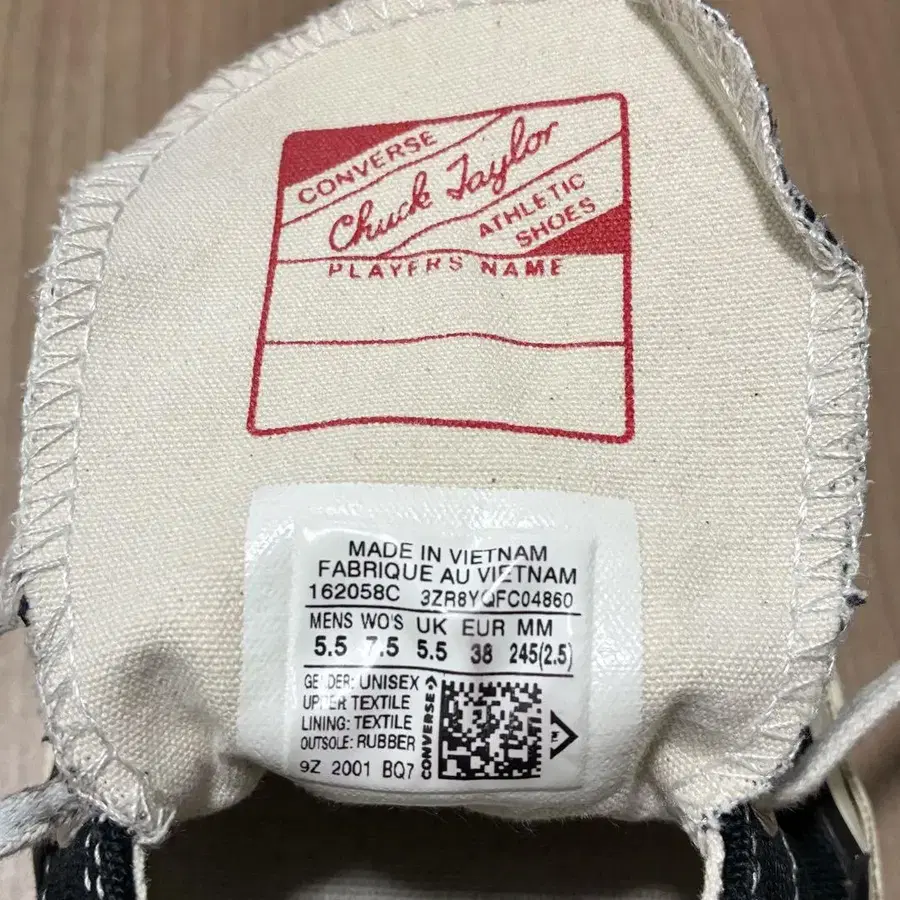 CONVERSE
Chuck Taylor
ATHLETIC
SHOES
PLAYERS NAME
MADE IN VIETNAM
FABRIQUE AU VIETNAM
162058C 3ZR8YQFC04860
MENS WO'S UK EUR MM
5.5 7.5 5.5 38 245(2.5)
GENDER: UNISEX
UPPER TEXTILE
LINING: TEXTILE
OUTSOLE: RUBBER
9Z 2001 BQ7
CONVERSE
TM